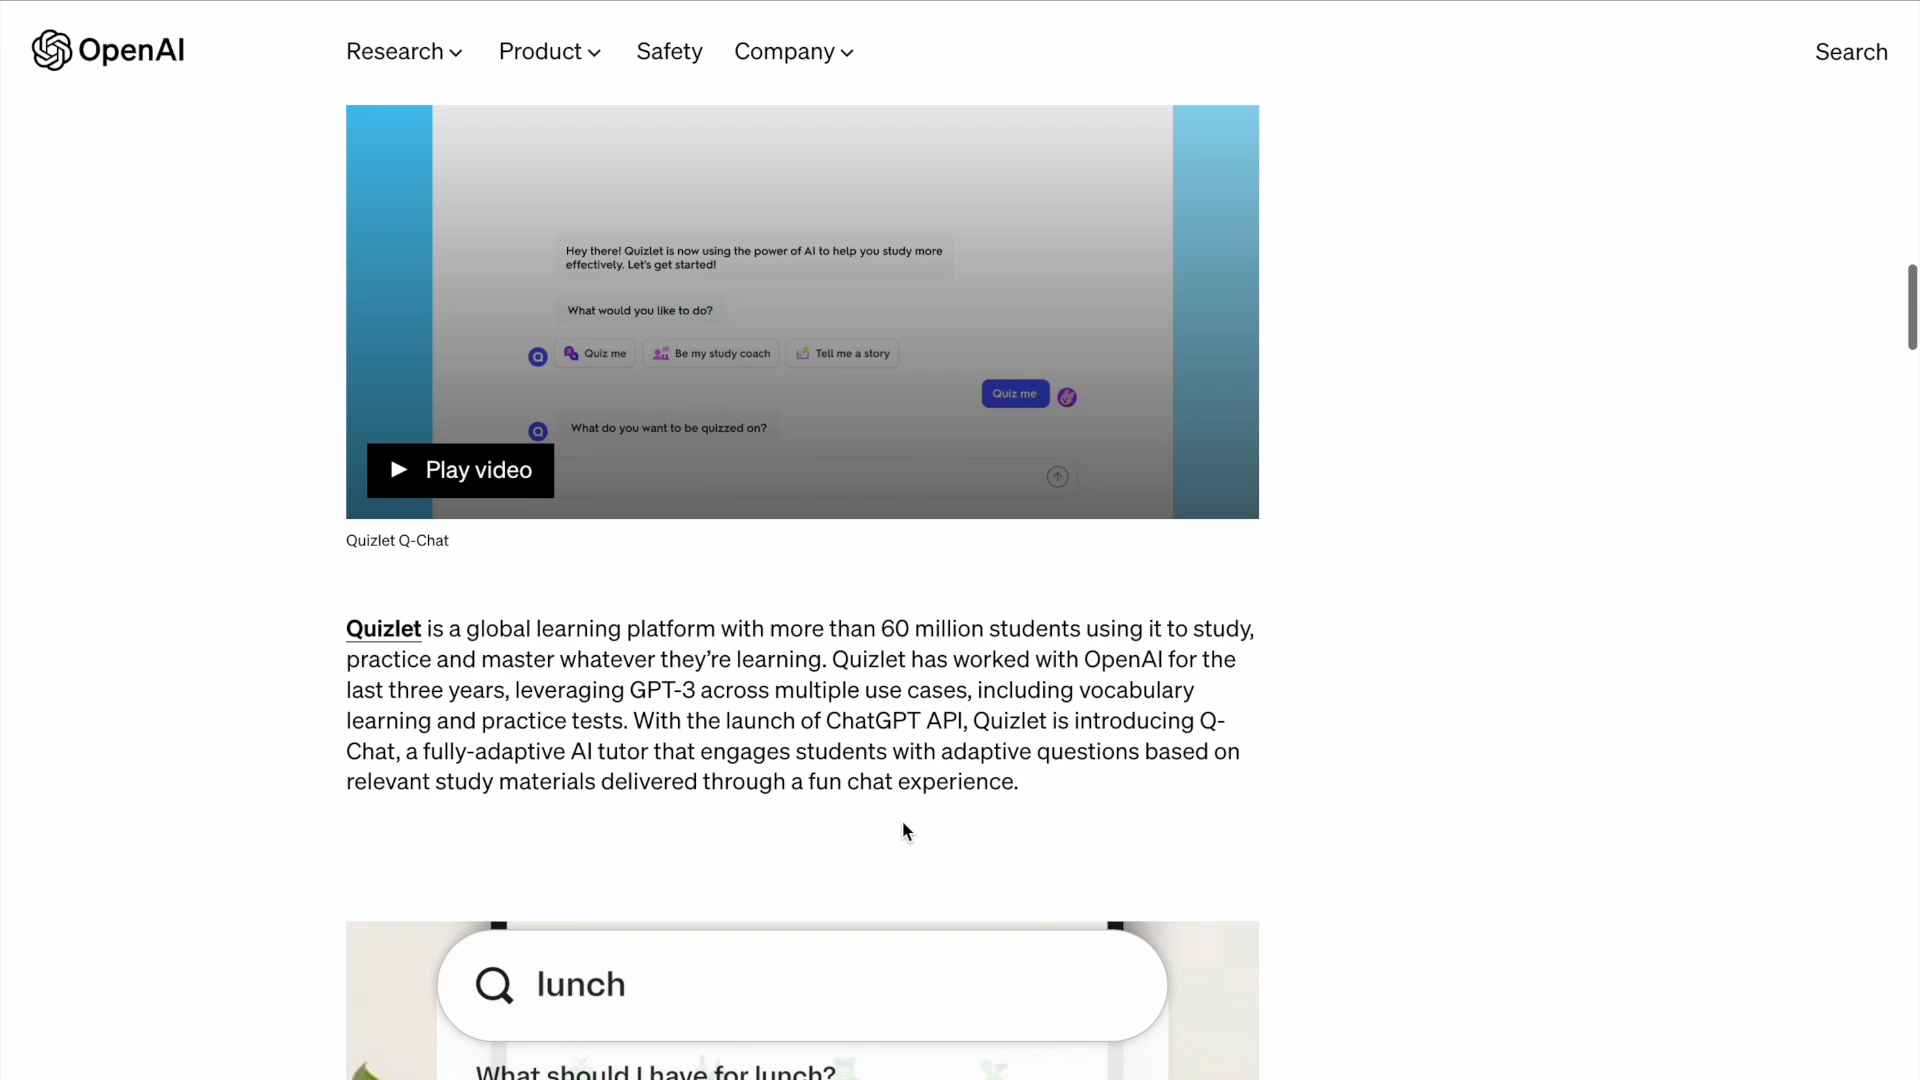 OpenAI
Research
Product
Safety
Company
Search
Hey there! Quizlet is now using the power of AI to help you study more
effectively. Let's get started!
What would you like to do?
Quiz me
Be my study coach
Tell me a story
Quiz me
What do you want to be quizzed on?
Play video
Quizlet Q-Chat
Quizlet is a global learning platform with more than 60 million students using it to study,
practice and master whatever they’re learning. Quizlet has worked with OpenAI for the
last three years, leveraging GPT-3 across multiple use cases, including vocabulary
learning and practice tests. With the launch of ChatGPT API, Quizlet is introducing Q-
Chat, a fully-adaptive AI tutor that engages students with adaptive questions based on
relevant study materials delivered through a fun chat experience.
lunch
What should I have for lunch?